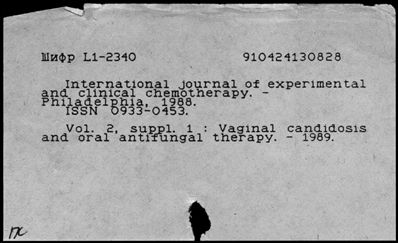 Шифр L1-2340 910424130828
International journal of experimental
and clinical chemotherapy. -
Philadelphia, 1988.
ISSN 0933-0453.
Vol. 2, suppl. 1 : Vaginal candidosis
and oral antifungal therapy. - 1989.